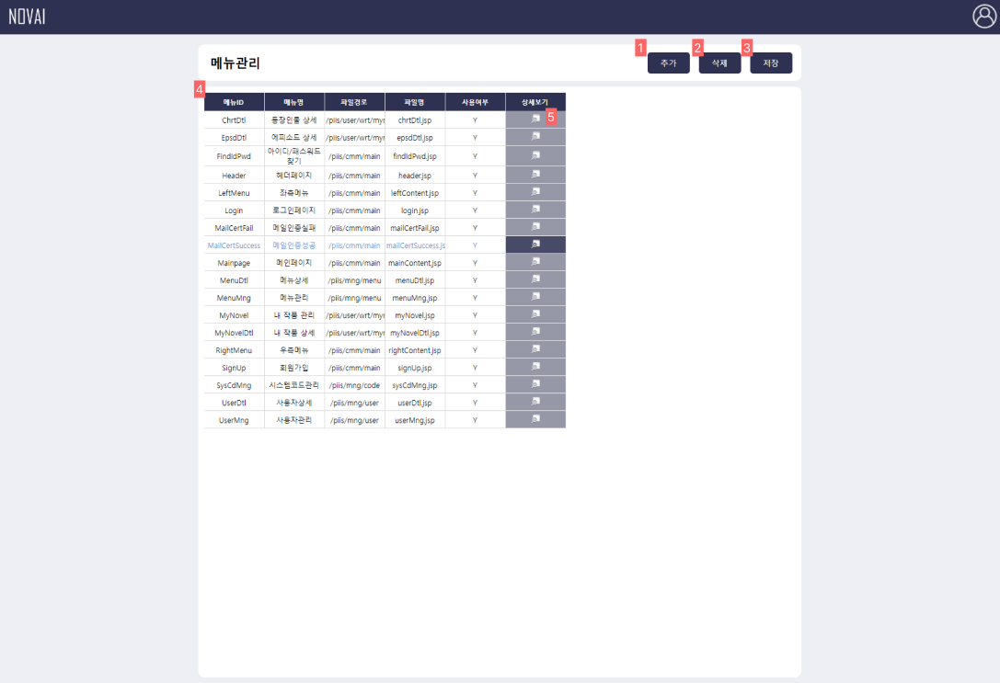 NOVAI
메뉴관리
1 추가 2 삭제 3 저장
4
메뉴ID 메뉴명 파일경로 파일명 사용여부 상세보기
5
ChrtDtl 등장인물 상세 /piis/user/wrt/myn chrtDtl.jsp Y
EpsdDtl 에피소드 상세 /piis/user/wrt/myn epsdDtl.jsp Y
FindIdPwd 아이디/패스워드 찾기 /piis/cmm/main findIdPwd.jsp Y
Header 헤더페이지 /piis/cmm/main header.jsp Y
LeftMenu 좌측메뉴 /piis/cmm/main leftContent.jsp Y
Login 로그인페이지 /piis/cmm/main login.jsp Y
MailCertFail 메일인증실패 /piis/cmm/main mailCertFail.jsp Y
MailCertSuccess 메일인증성공 /piis/cmm/main mailCertSuccess.js Y
Mainpage 메인페이지 /piis/cmm/main mainContent.jsp Y
MenuDtl 메뉴상세 /piis/mng/menu menuDtl.jsp Y
MenuMng 메뉴관리 /piis/mng/menu menuMng.jsp Y
MyNovel 내 작품 관리 /piis/user/wrt/myn myNovel.jsp Y
MyNovelDtl 내 작품 상세 /piis/user/wrt/myn myNovelDtl.jsp Y
RightMenu 우측메뉴 /piis/cmm/main rightContent.jsp Y
SignUp 회원가입 /piis/cmm/main signUp.jsp Y
SysCdMng 시스템코드관리 /piis/mng/code sysCdMng.jsp Y
UserDtl 사용자상세 /piis/mng/user userDtl.jsp Y
UserMng 사용자관리 /piis/mng/user userMng.jsp Y